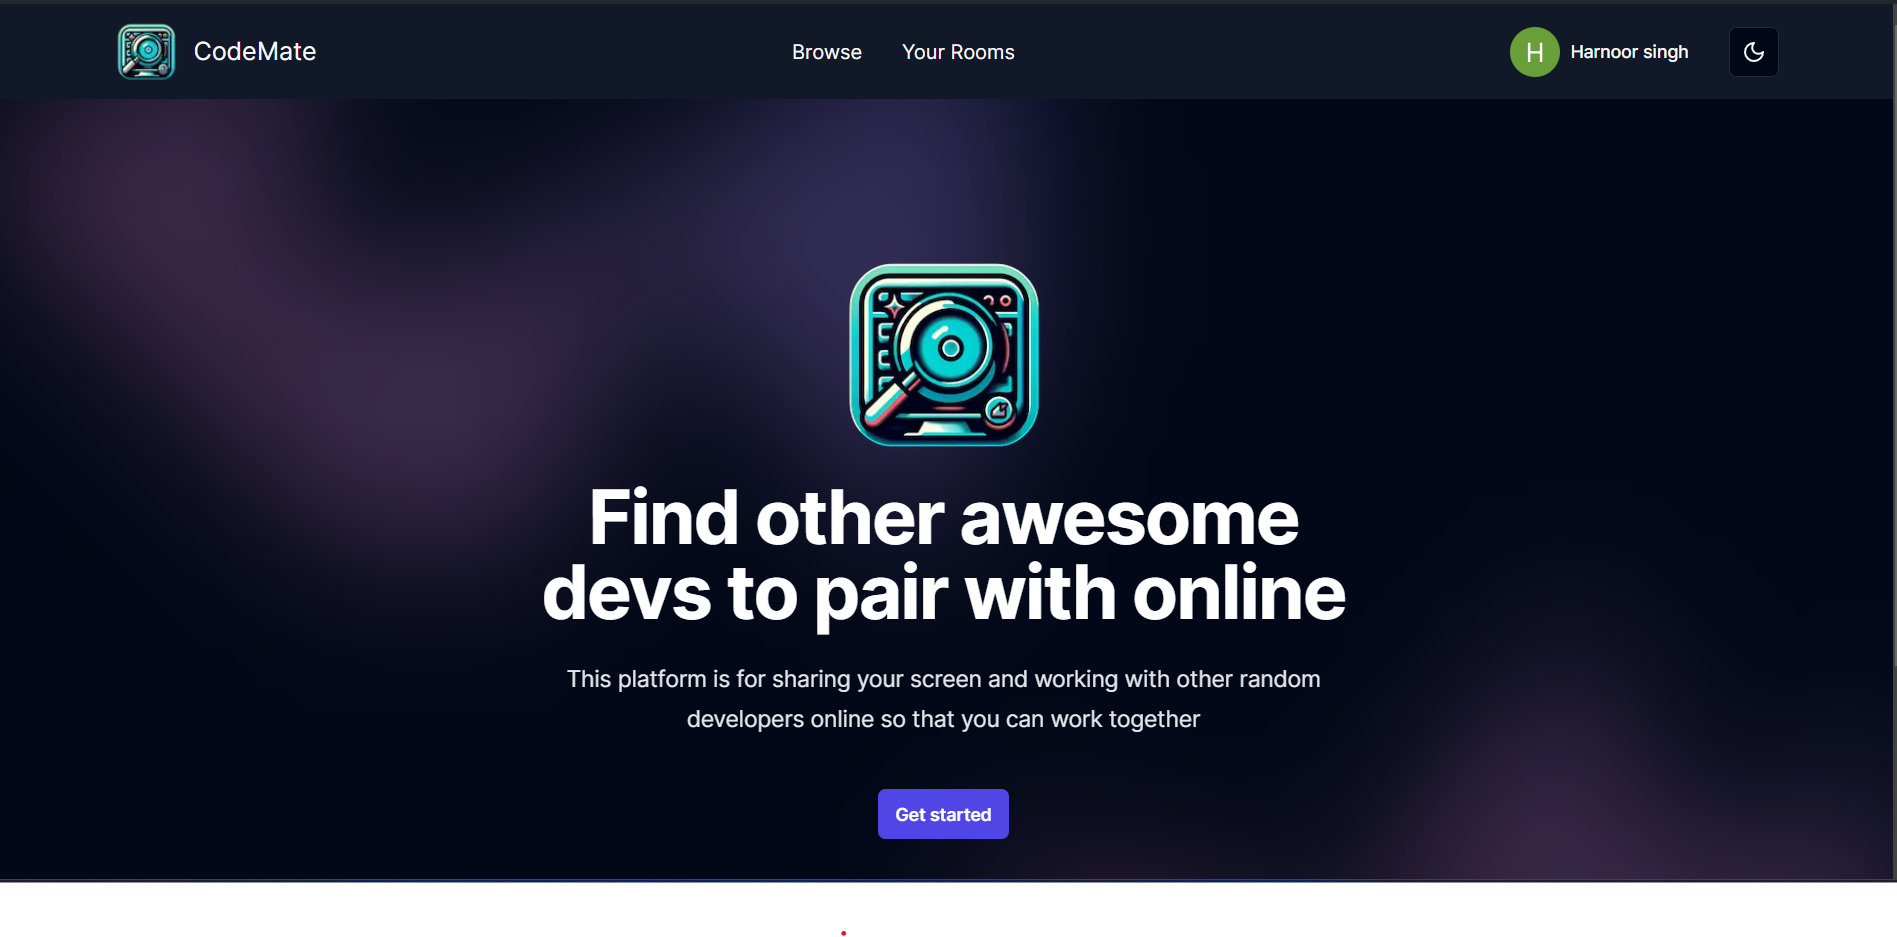 CodeMate
Browse
Your Rooms
H
Harnoor singh
Find other awesome
devs to pair with online
This platform is for sharing your screen and working with other random
developers online so that you can work together
Get started